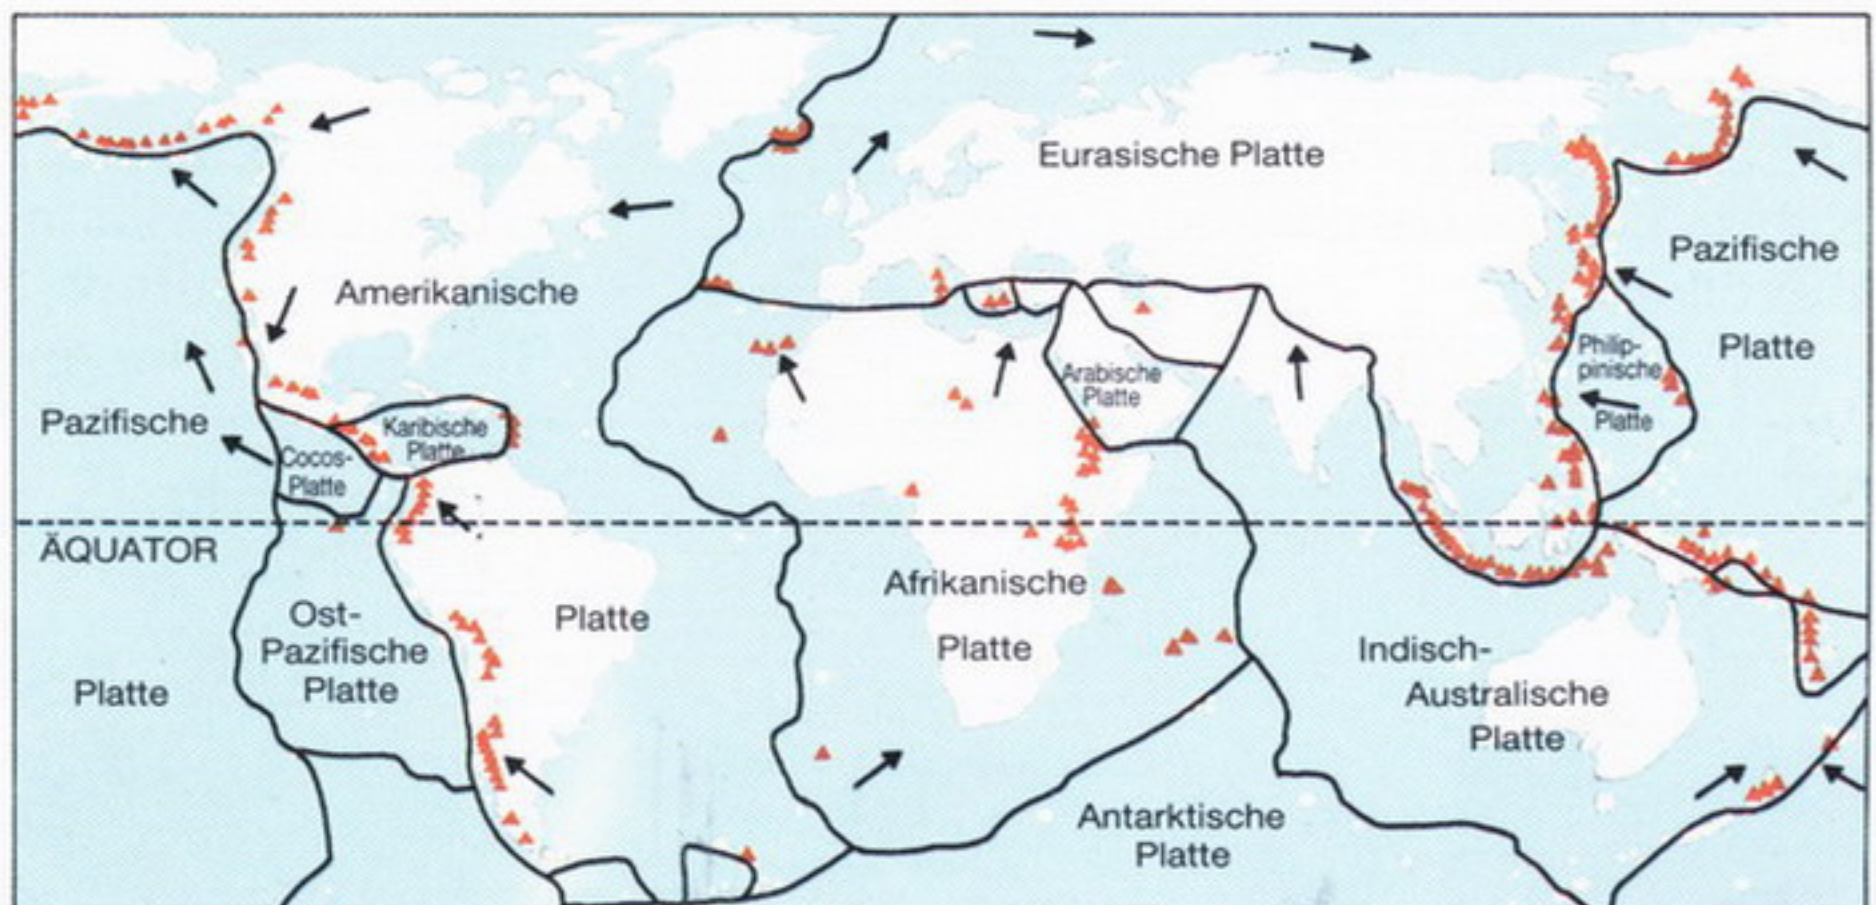 Eurasische Platte
Pazifische
Platte
Amerikanische
Platte
Philip-
pinische
Platte
Arabische
Platte
Karibische
Platte
Cocos-
Platte
Pazifische
Platte
ÄQUATOR
Ost-
Pazifische
Platte
Afrikanische
Platte
Indisch-
Australische
Platte
Antarktische
Platte